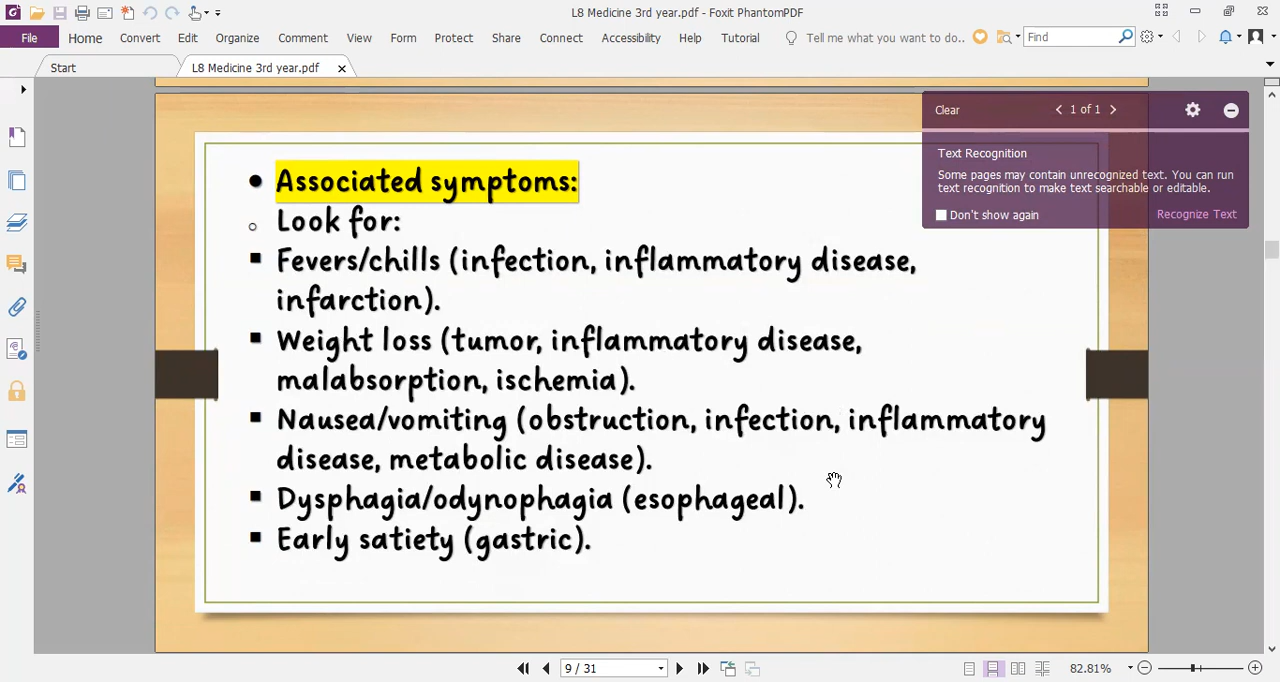 L8 Medicine 3rd year.pdf - Foxit PhantomPDF
File Home Convert Edit Organize Comment View Form Protect Share Connect Accessibility Help Tutorial Tell me what you want to do.. Find
Start L8 Medicine 3rd year.pdf
Clear 1 of 1
Text Recognition
Some pages may contain unrecognized text. You can run
text recognition to make text searchable or editable.
Don't show again Recognize Text
• Associated symptoms:
Look for:
Fevers/chills (infection, inflammatory disease,
infarction).
Weight loss (tumor, inflammatory disease,
malabsorption, ischemia).
Nausea/vomiting (obstruction, infection, inflammatory
disease, metabolic disease).
Dysphagia/odynophagia (esophageal).
Early satiety (gastric).
9 / 31 82.81%